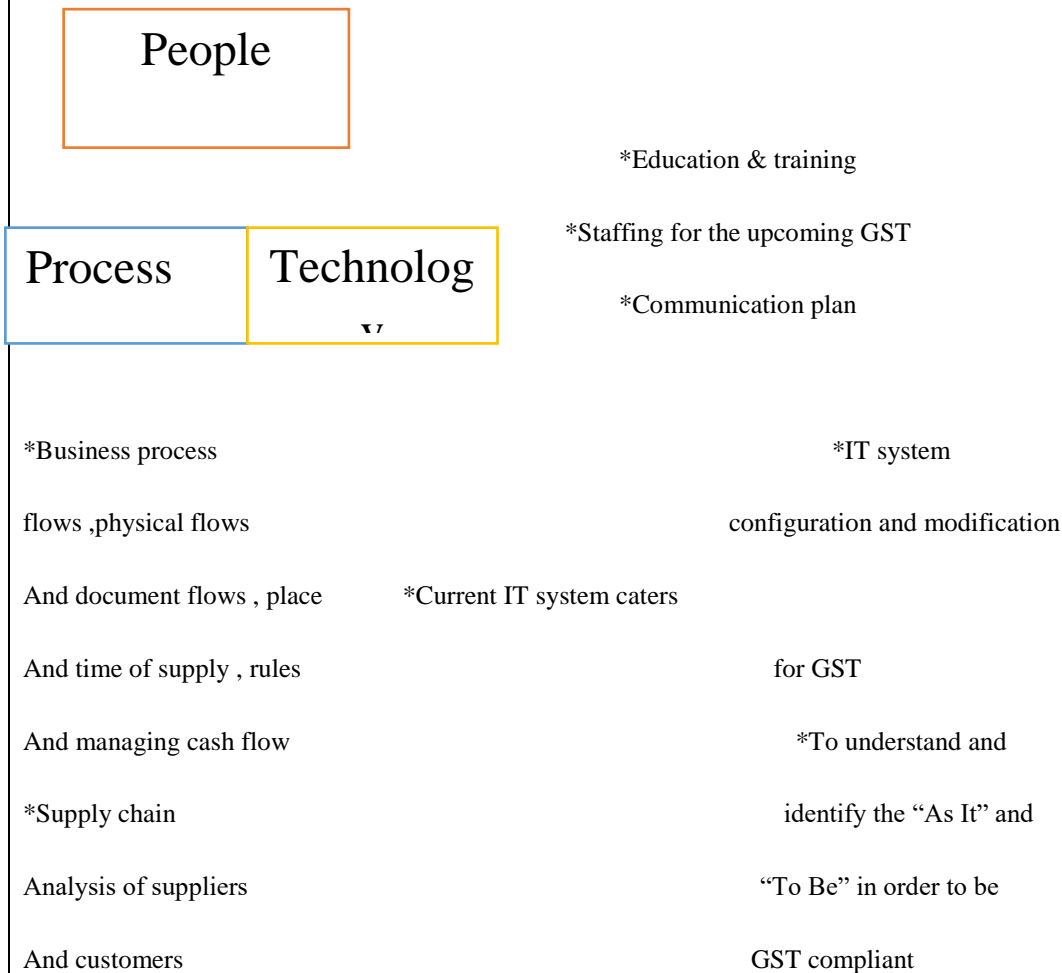 People
*Education & training
*Staffing for the upcoming GST
Process Technolog
y
*Communication plan
*Business process *IT system
flows ,physical flows configuration and modification
And document flows , place *Current IT system caters
And time of supply , rules for GST
And managing cash flow *To understand and
*Supply chain identify the “As It” and
Analysis of suppliers “To Be” in order to be
And customers GST compliant